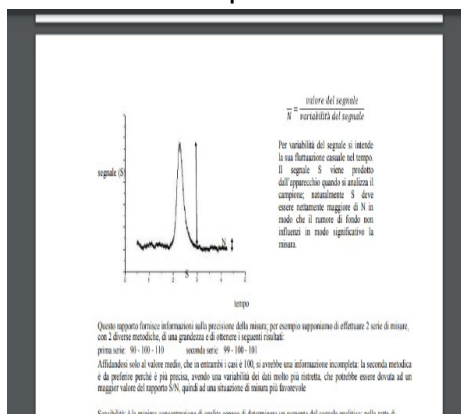 valore del segnale
N = variabilità del segnale
Per variabilità del segnale si intende
la sua fluttuazione casuale nel tempo.
Il segnale S viene prodotto
dall'apparecchio quando si analizza il
campione; naturalmente S deve
essere nettamente maggiore di N in
modo che il rumore di fondo non
influenzi in modo significativo la
misura.
segnale (S)
N
0 1 2 3 4 5
S
tempo
Questo rapporto fornisce informazioni sulla precisione della misura; per esempio supponiamo di effettuare 2 serie di misure,
con 2 diverse metodiche, di una grandezza e di ottenere i seguenti risultati:
prima serie: 90 - 100 - 110 seconda serie: 99 - 100 - 101
Affidandosi solo al valore medio, che in entrambi i casi è 100, si avrebbe una informazione incompleta: la seconda metodica
è da preferire perché è più precisa, avendo una variabilità dei dati molto più ristretta, che potrebbe essere dovuta ad un
maggior valore del rapporto S/N, quindi ad una situazione di misura più favorevole